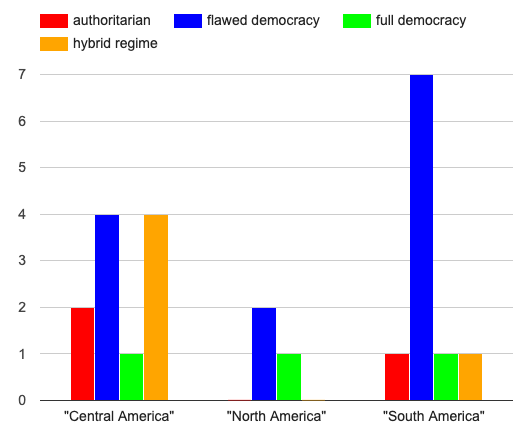 authoritarian flawed democracy full democracy
hybrid regime
7
6
5
4
3
2
1
0
"Central America" "North America" "South America"